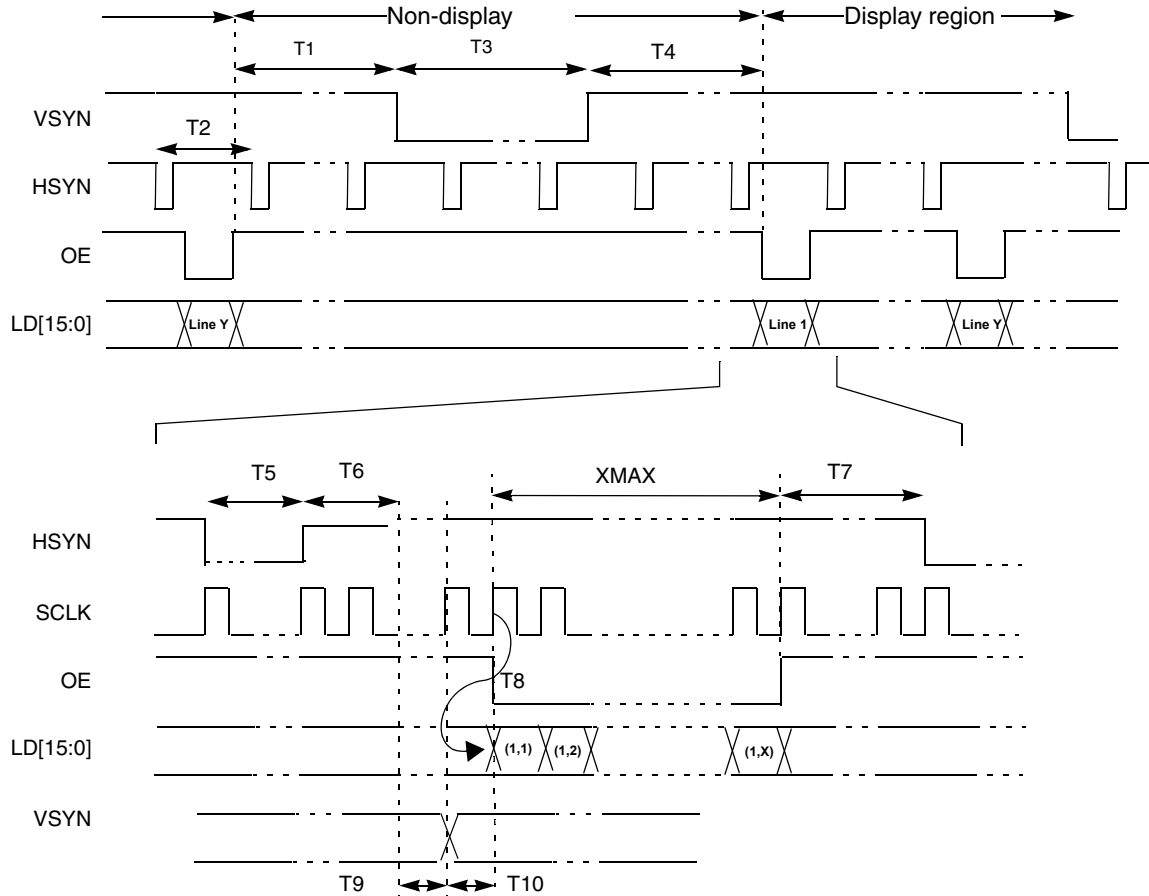 Non-display Display region
T1 T3 T4
VSYN
T2
HSYN
OE
LD[15:0] Line Y Line 1 Line Y
T5 T6 XMAX T7
HSYN
SCLK
OE T8
LD[15:0] (1,1) (1,2) (1,X)
VSYN
T9 T10